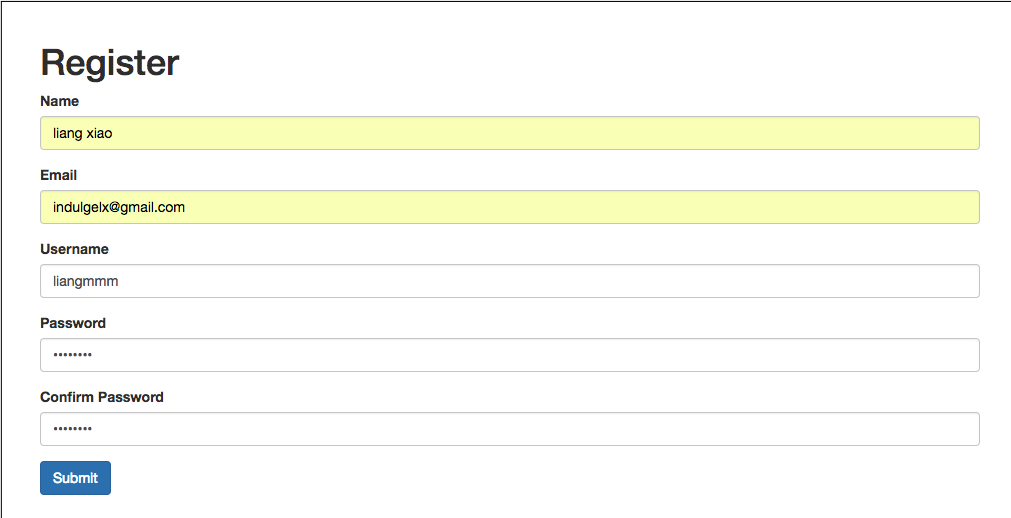 Register
Name
liang xiao
Email
indulgelx@gmail.com
Username
liangmmm
Password
••••••••
Confirm Password
••••••••
Submit